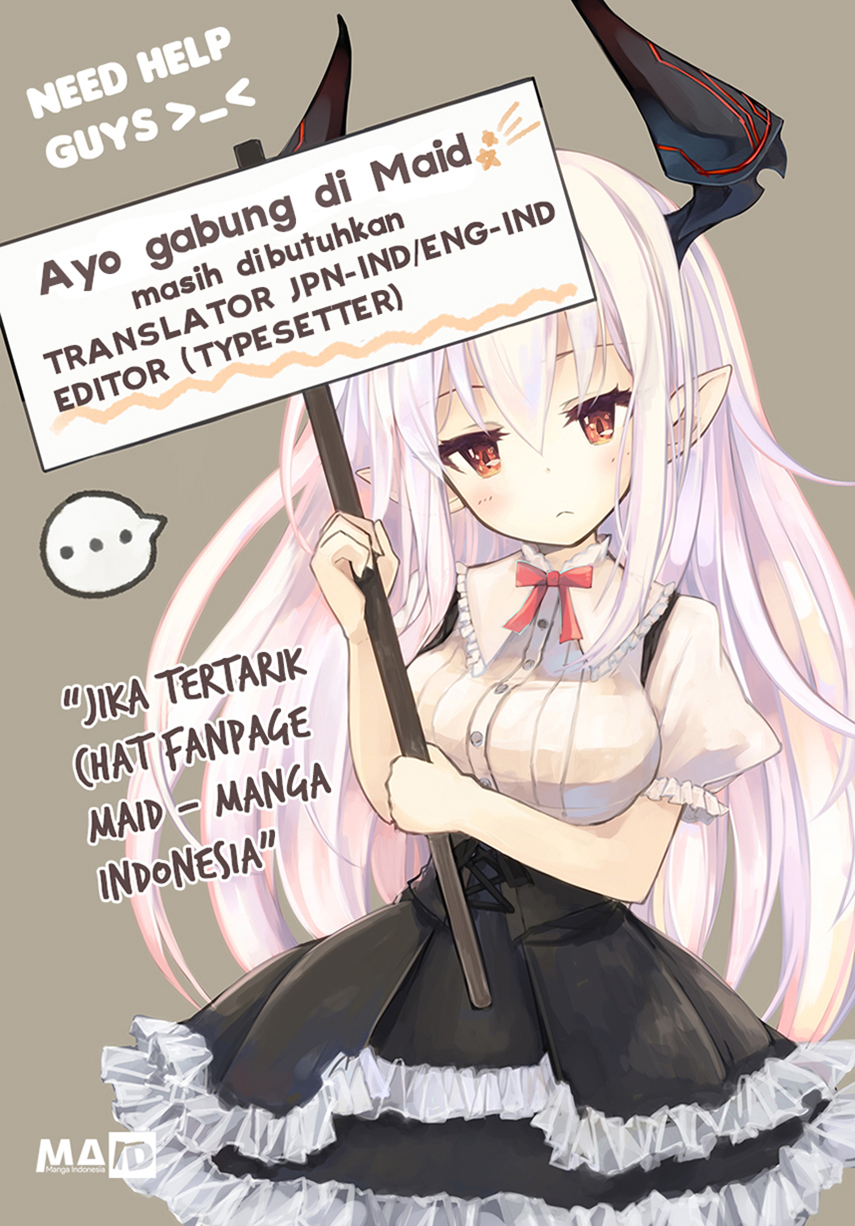 NEED HELP
GUYS >_<
Ayo gabung di Maid
masih dibutuhkan
TRANSLATOR JPN-IND/ENG-IND
EDITOR (TYPESETTER)
...
"JIKA TERTARIK
CHAT FANPAGE
MAID - MANGA
INDONESIA"
MAID
Manga Indonesia